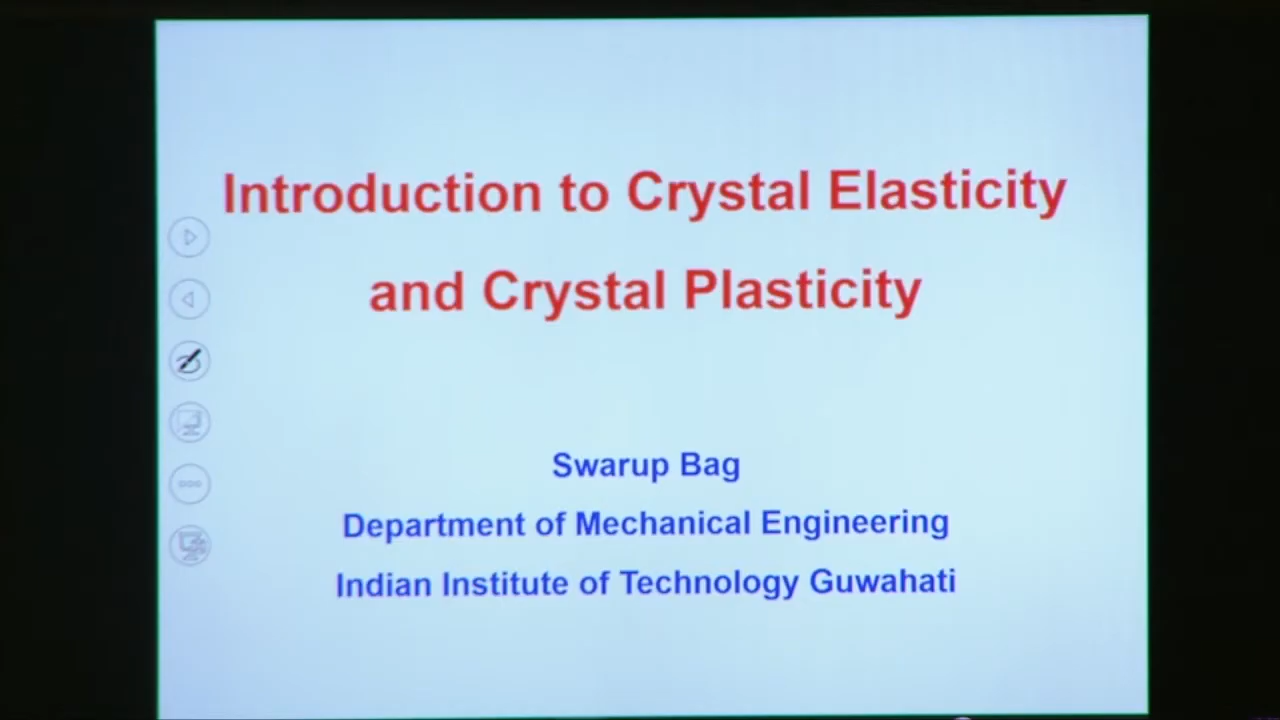 Introduction to Crystal Elasticity
and Crystal Plasticity
Swarup Bag
Department of Mechanical Engineering
Indian Institute of Technology Guwahati